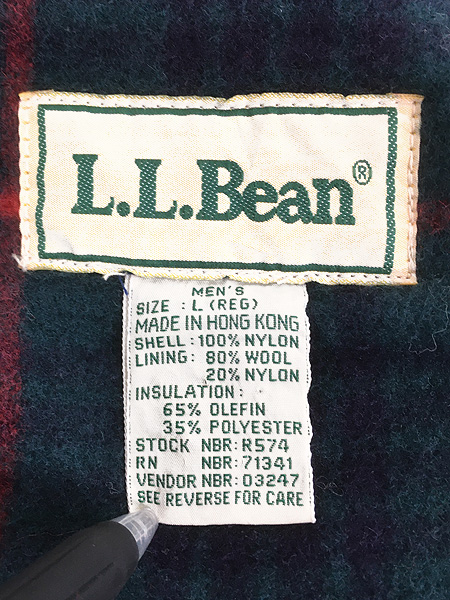 L.L.Bean®
MEN'S
SIZE : L (REG)
MADE IN HONG KONG
SHELL: 100% NYLON
LINING: 80% WOOL
20% NYLON
INSULATION:
65% OLEFIN
35% POLYESTER
STOCK NBR: R574
RN NBR: 71341
VENDOR NBR: 03247
SEE REVERSE FOR CARE